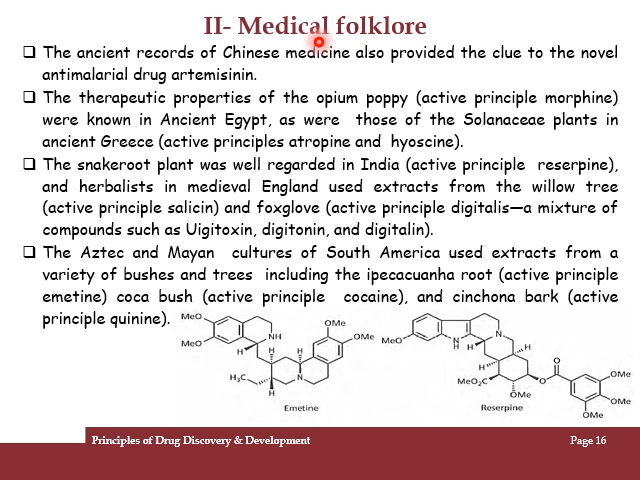 II- Medical folklore
❑ The ancient records of Chinese medicine also provided the clue to the novel
antimalarial drug artemisinin.
❑ The therapeutic properties of the opium poppy (active principle morphine)
were known in Ancient Egypt, as were those of the Solanaceae plants in
ancient Greece (active principles atropine and hyoscine).
❑ The snakeroot plant was well regarded in India (active principle reserpine),
and herbalists in medieval England used extracts from the willow tree
(active principle salicin) and foxglove (active principle digitalis—a mixture of
compounds such as Uigitoxin, digitonin, and digitalin).
❑ The Aztec and Mayan cultures of South America used extracts from a
variety of bushes and trees including the ipecacuanha root (active principle
emetine) coca bush (active principle cocaine), and cinchona bark (active
principle quinine).
MeO
MeO
NH
H
H
H
H₃C
H
N
OMe
OMe
Emetine
MeO
N
H
N
H
H
H
MeO₂C
OMe
O
O
OMe
OMe
OMe
Reserpine
Principles of Drug Discovery & Development
Page 16